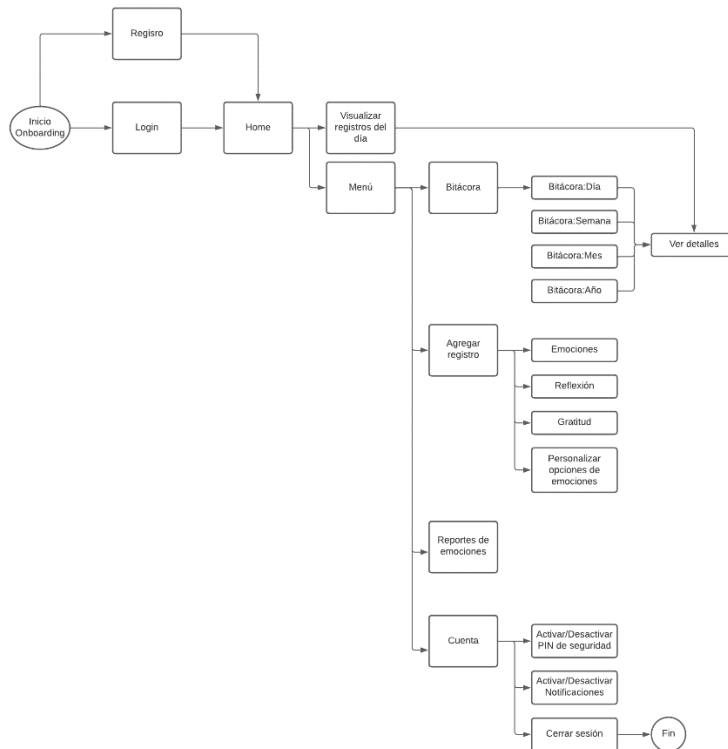 Regisro
Inicio
Onboarding
Login
Home
Visualizar
registros del
día
Menú
Bitácora
Bitácora:Día
Bitácora:Semana
Bitácora:Mes
Bitácora:Año
Ver detalles
Agregar
registro
Emociones
Reflexión
Gratitud
Personalizar
opciones de
emociones
Reportes de
emociones
Cuenta
Activar/Desactivar
PIN de seguridad
Activar/Desactivar
Notificaciones
Cerrar sesión
Fin